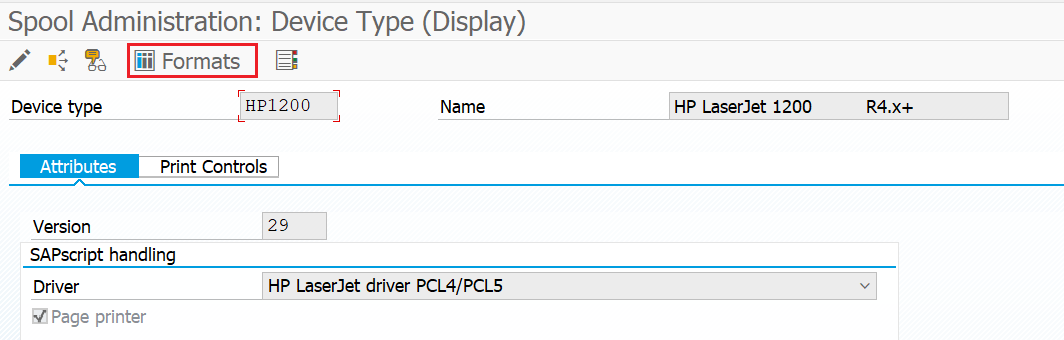 Spool Administration: Device Type (Display)
Formats
Device type HP1200 Name HP LaserJet 1200 R4.x+
Attributes Print Controls
Version 29
SAPscript handling
Driver HP LaserJet driver PCL4/PCL5
Page printer